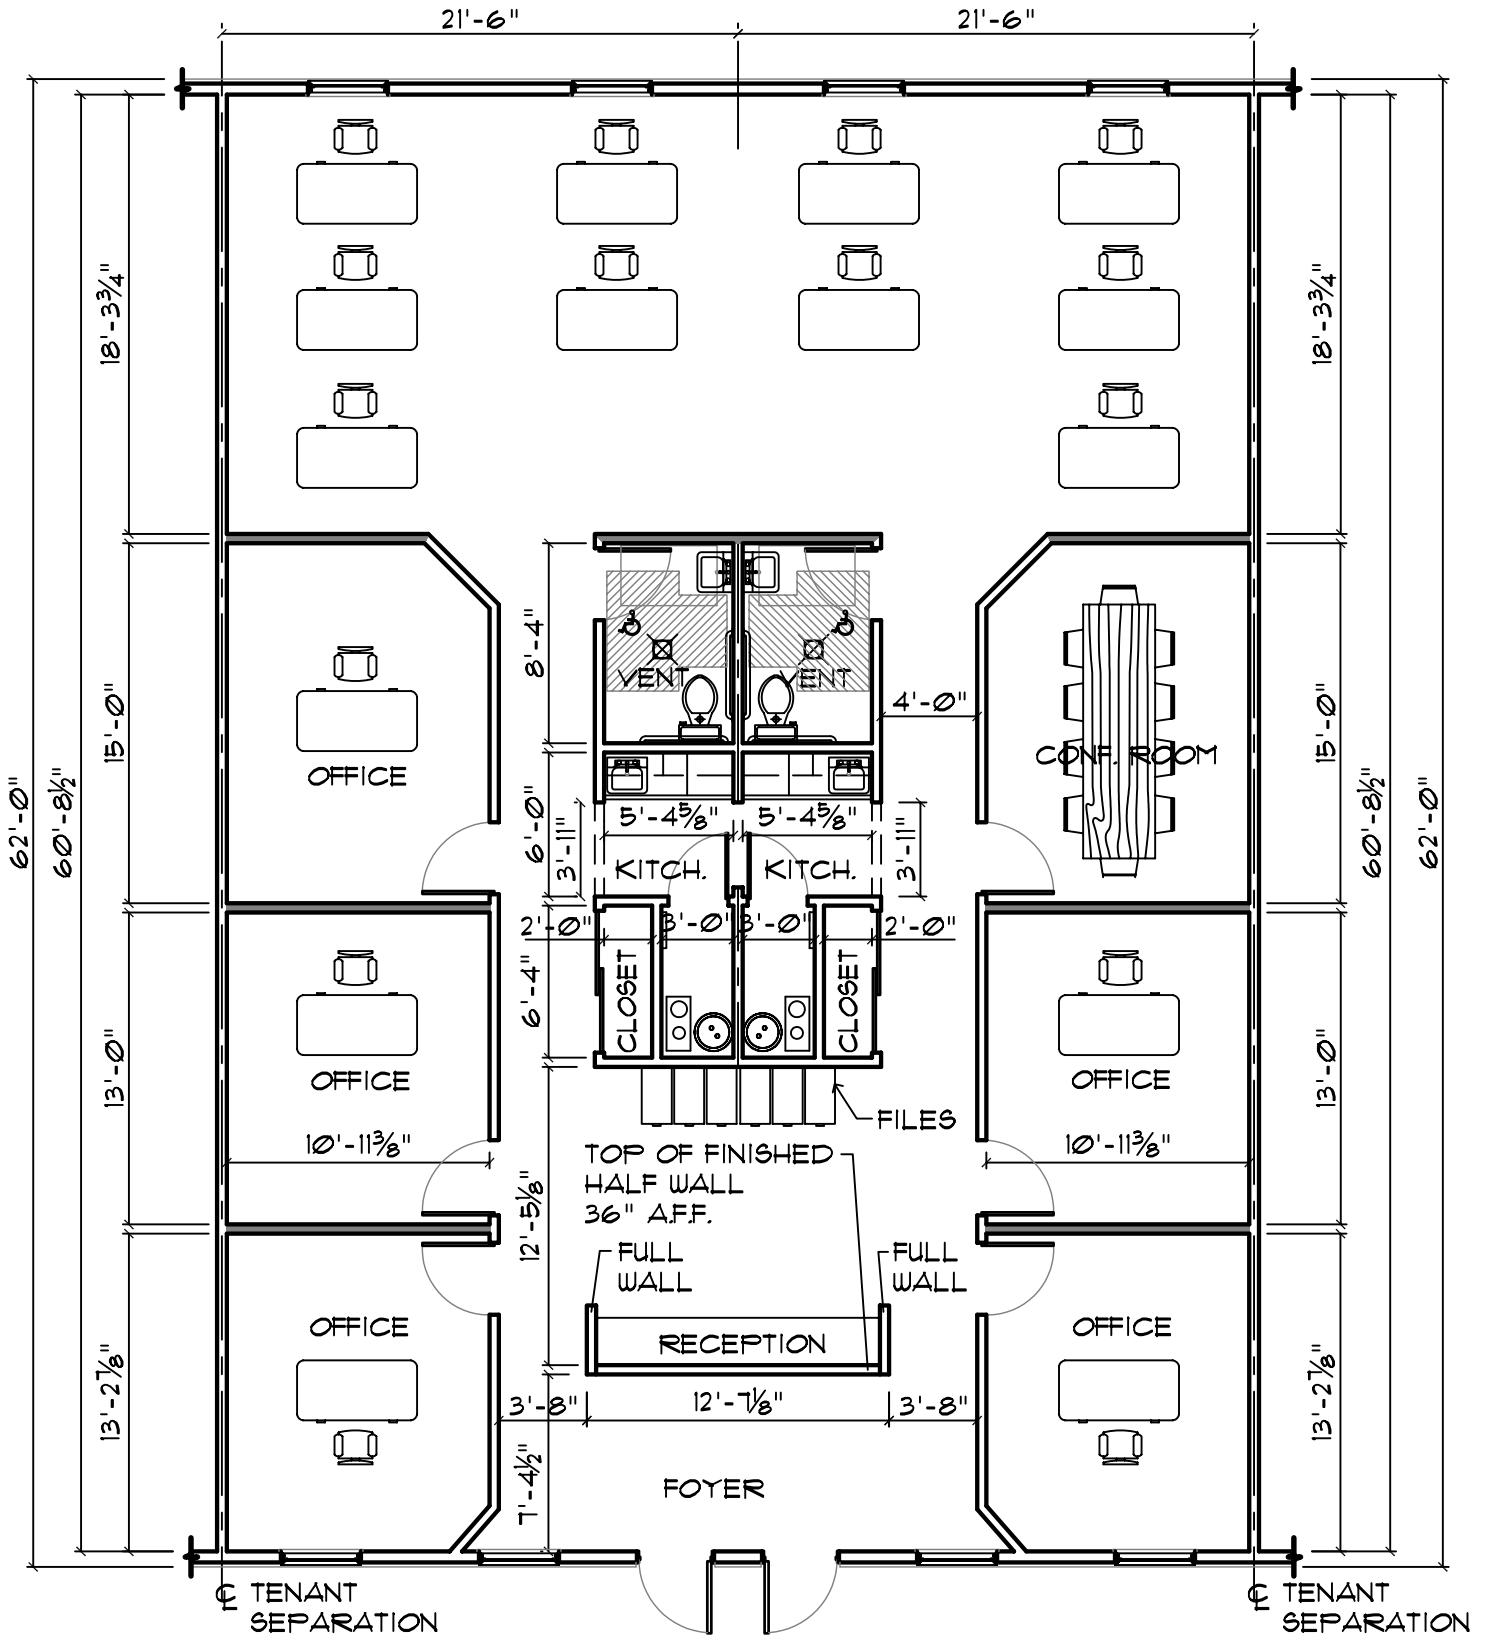 21'-6" 21'-6"
18'-3¾" 18'-3¾"
62'-0" 60'-8½" 15'-0" 8'-4" 4'-0" 15'-0" 60'-8½" 62'-0"
VENT VENT
CONF. ROOM
OFFICE
6'-0" 3'-11" 5'-4⅝" 5'-4⅝" 3'-11"
KITCH. KITCH.
2'-0" 3'-0" 3'-0" 2'-0"
6'-4" CLOSET CLOSET
13'-0" 13'-0"
OFFICE OFFICE
FILES
10'-11⅜" 10'-11⅜"
TOP OF FINISHED
HALF WALL
36" A.F.F.
12'-5⅛"
FULL
WALL
FULL
WALL
OFFICE OFFICE
RECEPTION
13'-2⅞" 13'-2⅞"
3'-8" 12'-7⅛" 3'-8"
7'-4½"
FOYER
℄ TENANT
SEPARATION
℄ TENANT
SEPARATION